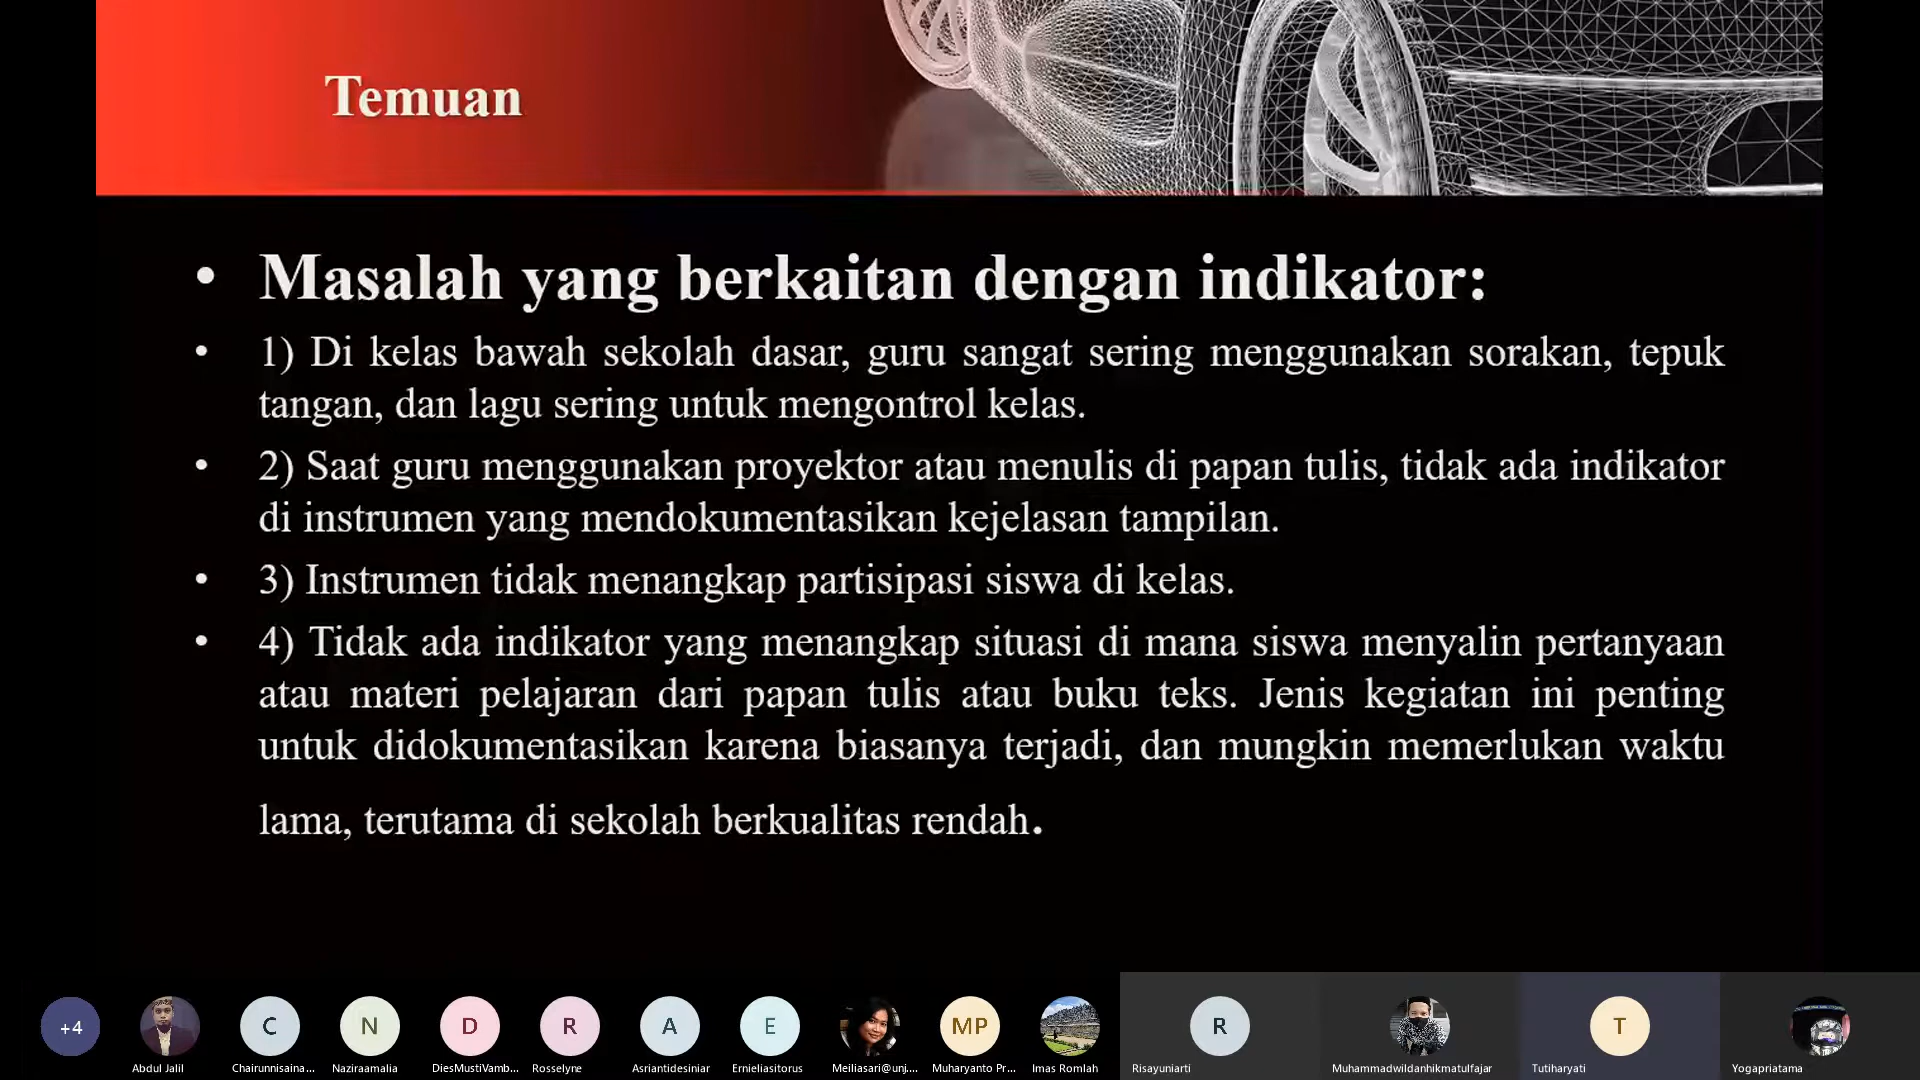 Temuan
• Masalah yang berkaitan dengan indikator:
• 1) Di kelas bawah sekolah dasar, guru sangat sering menggunakan sorakan, tepuk
tangan, dan lagu sering untuk mengontrol kelas.
• 2) Saat guru menggunakan proyektor atau menulis di papan tulis, tidak ada indikator
di instrumen yang mendokumentasikan kejelasan tampilan.
• 3) Instrumen tidak menangkap partisipasi siswa di kelas.
• 4) Tidak ada indikator yang menangkap situasi di mana siswa menyalin pertanyaan
atau materi pelajaran dari papan tulis atau buku teks. Jenis kegiatan ini penting
untuk didokumentasikan karena biasanya terjadi, dan mungkin memerlukan waktu
lama, terutama di sekolah berkualitas rendah.
+4 C N D R A E MP R T
Abdul Jalil Chairunnisaina... Naziraamalia DiesMustiVamb... Rosselyne Asriantidesiniar Ernieliasitorus Meiliasari@unj.... Muharyanto Pr... Imas Romlah Risayuniarti Muhammadwildanhikmatulfajar Tutiharyati Yogapriatama